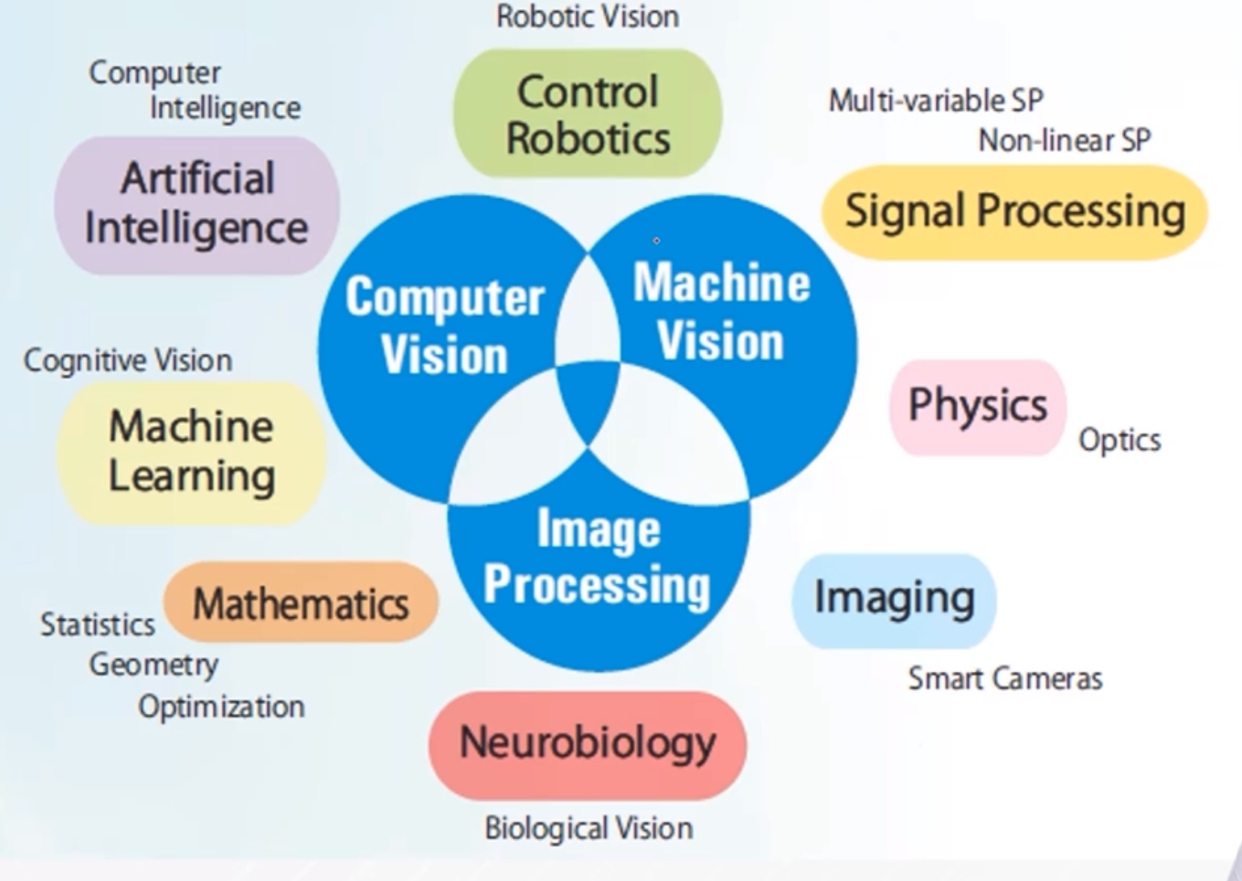 Robotic Vision
Control
Robotics
Computer
Intelligence
Artificial
Intelligence
Multi-variable SP
Non-linear SP
Signal Processing
Computer
Vision
Machine
Vision
Cognitive Vision
Machine
Learning
Physics
Optics
Image
Processing
Mathematics
Statistics
Geometry
Optimization
Imaging
Smart Cameras
Neurobiology
Biological Vision